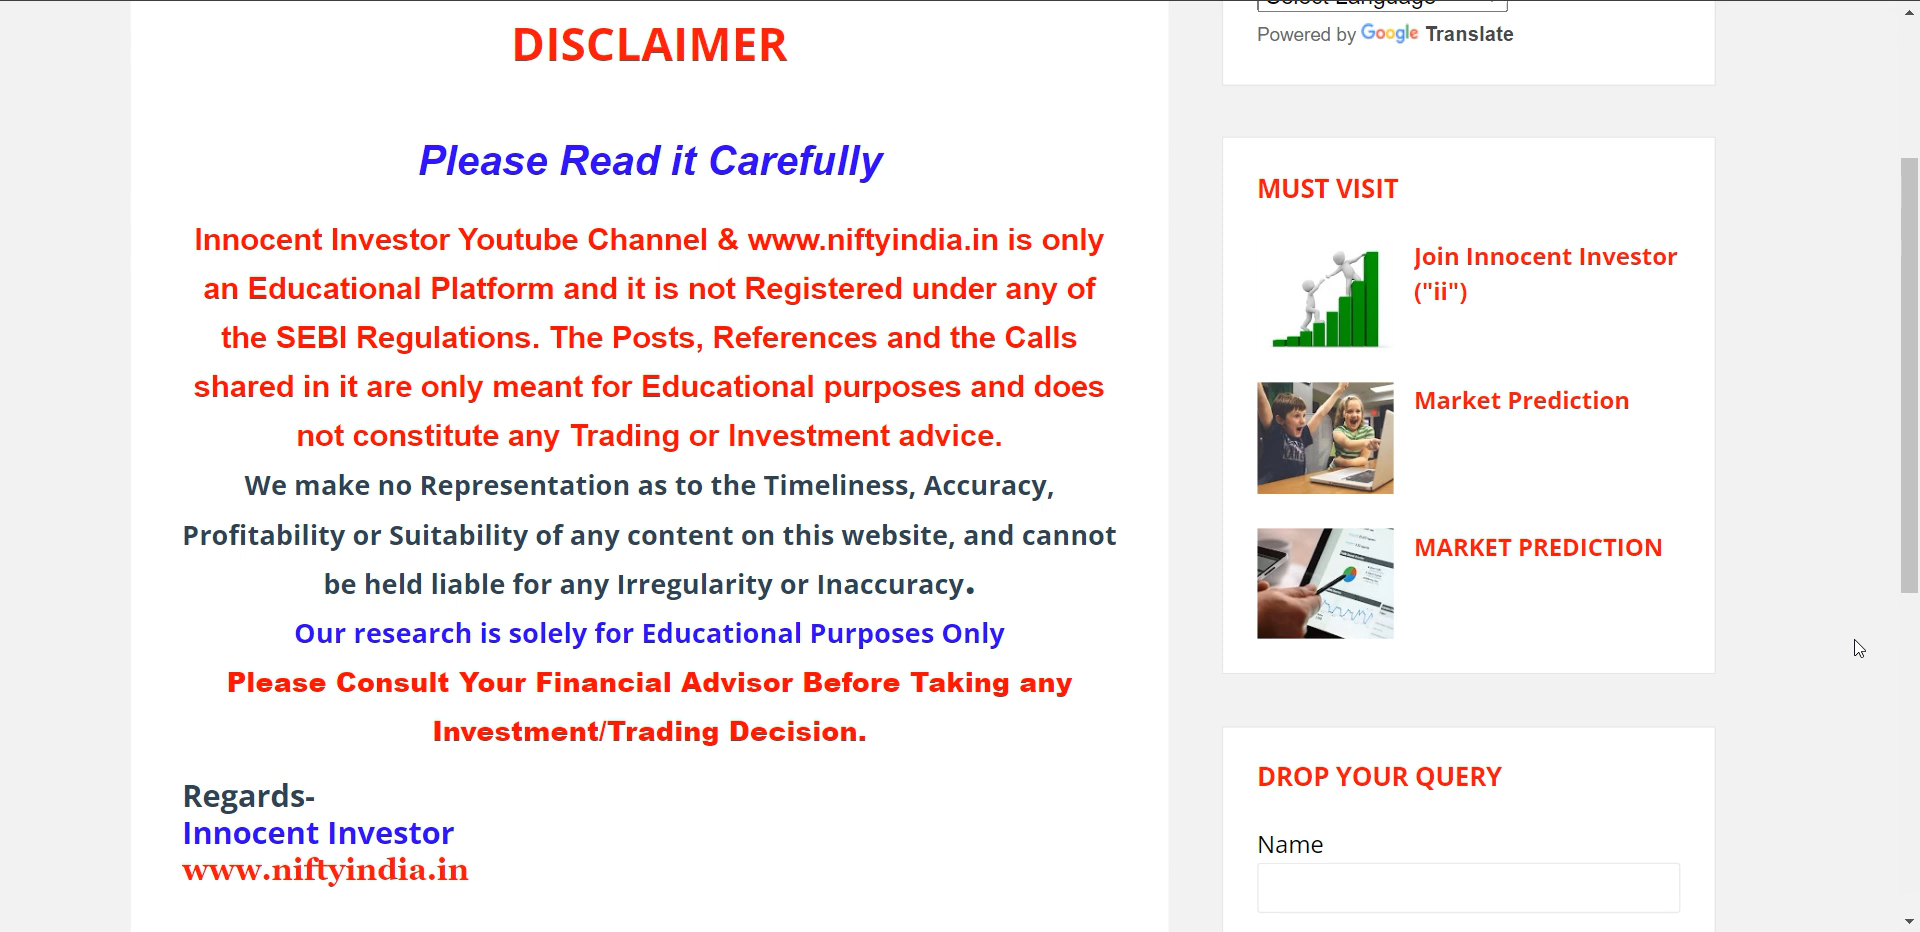 DISCLAIMER
Please Read it Carefully
Innocent Investor Youtube Channel & www.niftyindia.in is only
an Educational Platform and it is not Registered under any of
the SEBI Regulations. The Posts, References and the Calls
shared in it are only meant for Educational purposes and does
not constitute any Trading or Investment advice.
We make no Representation as to the Timeliness, Accuracy,
Profitability or Suitability of any content on this website, and cannot
be held liable for any Irregularity or Inaccuracy.
Our research is solely for Educational Purposes Only
Please Consult Your Financial Advisor Before Taking any
Investment/Trading Decision.
Regards-
Innocent Investor
www.niftyindia.in
Select Language
Powered by Google Translate
MUST VISIT
Join Innocent Investor
("ii")
Market Prediction
MARKET PREDICTION
DROP YOUR QUERY
Name